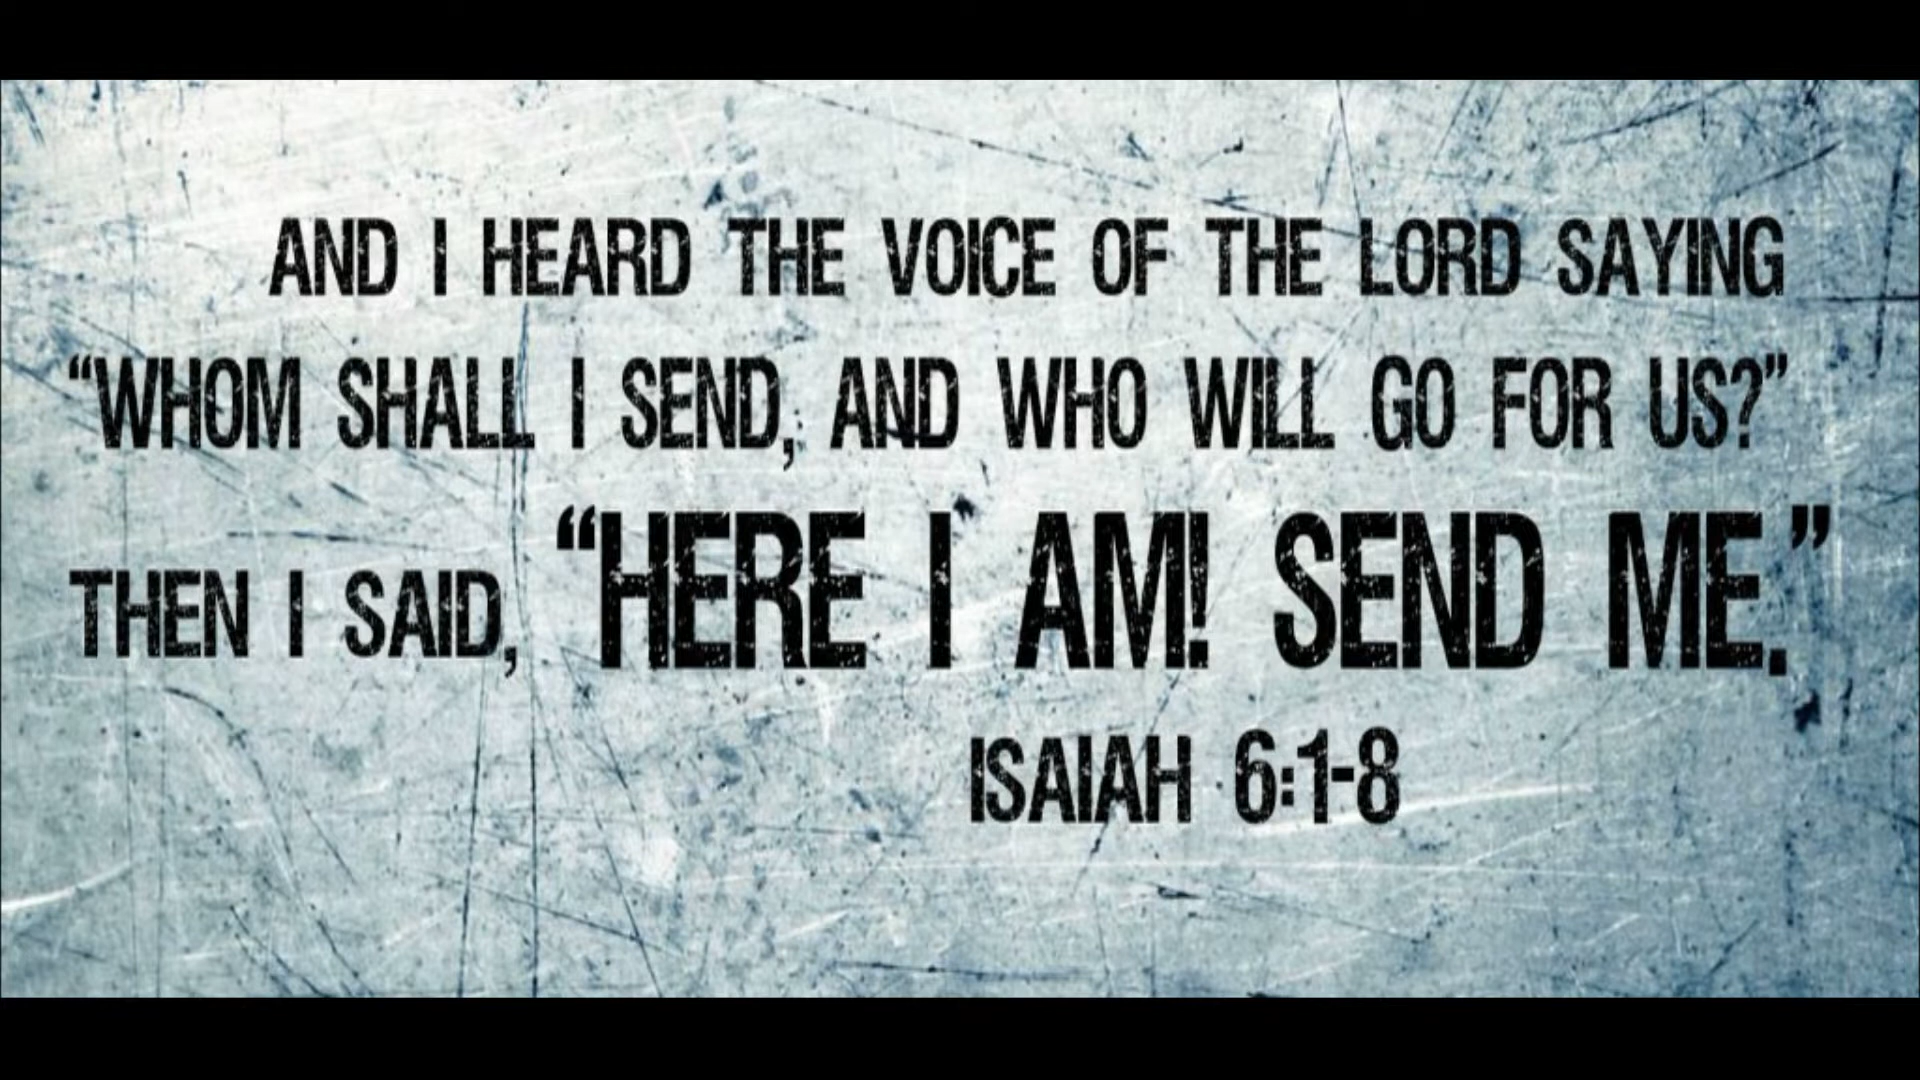 AND I HEARD THE VOICE OF THE LORD SAYING
“WHOM SHALL I SEND, AND WHO WILL GO FOR US?”
THEN I SAID, “HERE I AM! SEND ME.”
ISAIAH 6:1-8